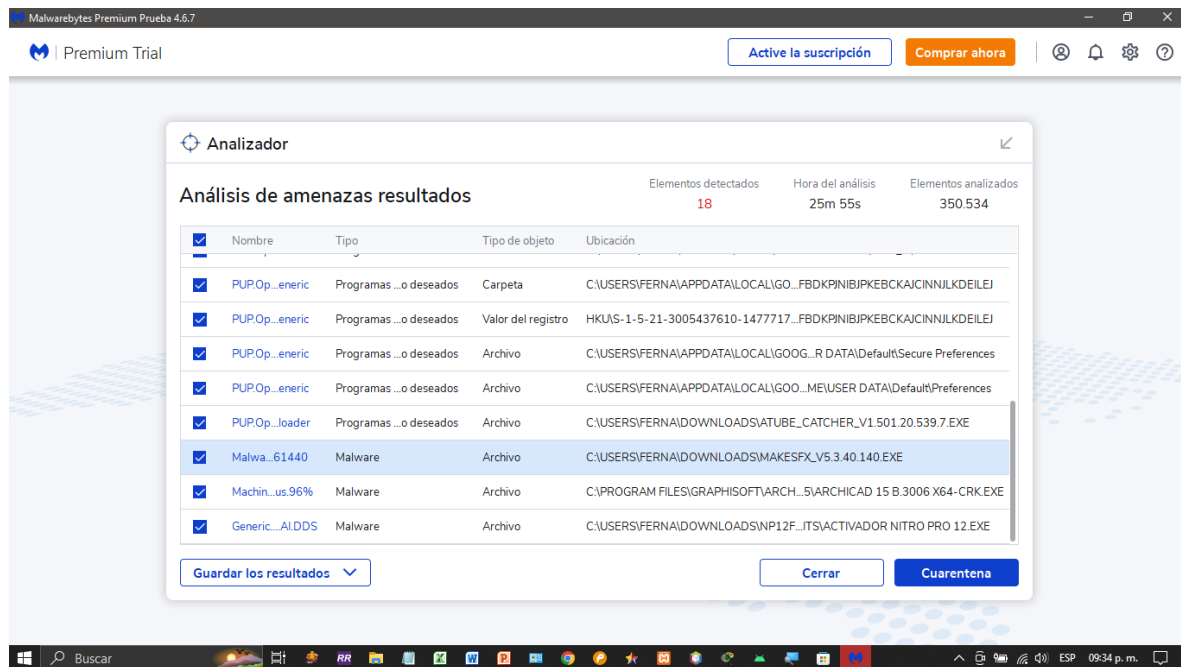 Malwarebytes Premium Prueba 4.6.7
Premium Trial
Active la suscripción
Comprar ahora
Analizador
Análisis de amenazas resultados
Elementos detectados
18
Hora del análisis
25m 55s
Elementos analizados
350.534
Nombre Tipo Tipo de objeto Ubicación
PUP.Op...eneric Programas ...o deseados Carpeta C:\USERS\FERNA\APPDATA\LOCAL\GO...FBDKPJNIBJPKEBCKAJCINNJLKDEILEJ
PUP.Op...eneric Programas ...o deseados Valor del registro HKU\S-1-5-21-3005437610-1477717...FBDKPJNIBJPKEBCKAJCINNJLKDEILEJ
PUP.Op...eneric Programas ...o deseados Archivo C:\USERS\FERNA\APPDATA\LOCAL\GOOG...R DATA\Default\Secure Preferences
PUP.Op...eneric Programas ...o deseados Archivo C:\USERS\FERNA\APPDATA\LOCAL\GOO...ME\USER DATA\Default\Preferences
PUP.Op...loader Programas ...o deseados Archivo C:\USERS\FERNA\DOWNLOADS\ATUBE_CATCHER_V1.501.20.539.7.EXE
Malwa...61440 Malware Archivo C:\USERS\FERNA\DOWNLOADS\MAKESFX_V5.3.40.140.EXE
Machin...us.96% Malware Archivo C:\PROGRAM FILES\GRAPHISOFT\ARCH...5\ARCHICAD 15 B.3006 X64-CRK.EXE
Generic....AI.DDS Malware Archivo C:\USERS\FERNA\DOWNLOADS\NP12F...ITS\ACTIVADOR NITRO PRO 12.EXE
Guardar los resultados
Cerrar
Cuarentena
Buscar
RR
ESP
09:34 p. m.